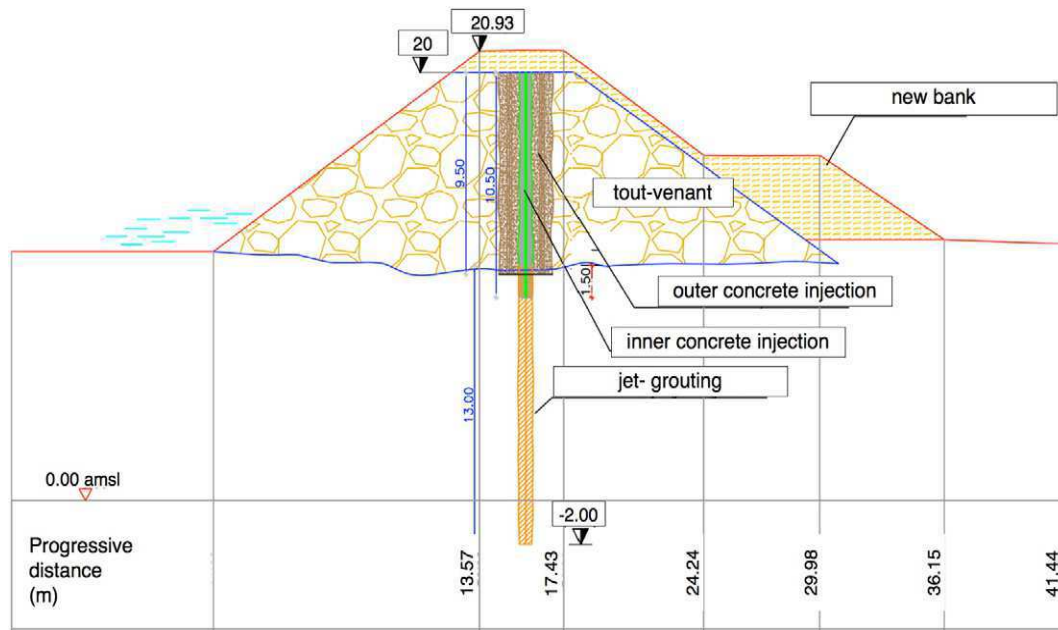 20.93
20
new bank
tout-venant
9.50
10.50
1.50
outer concrete injection
inner concrete injection
jet- grouting
13.00
0.00 amsl
-2.00
Progressive
distance
(m)
13.57
17.43
24.24
29.98
36.15
41.44